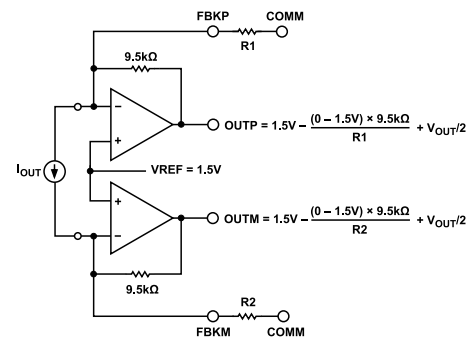 FBKP COMM
R1
9.5kΩ
OUTP = 1.5V – (0 – 1.5V) × 9.5kΩ / R1 + VOUT/2
IOUT
VREF = 1.5V
OUTM = 1.5V – (0 – 1.5V) × 9.5kΩ / R2 + VOUT/2
9.5kΩ
R2
FBKM COMM